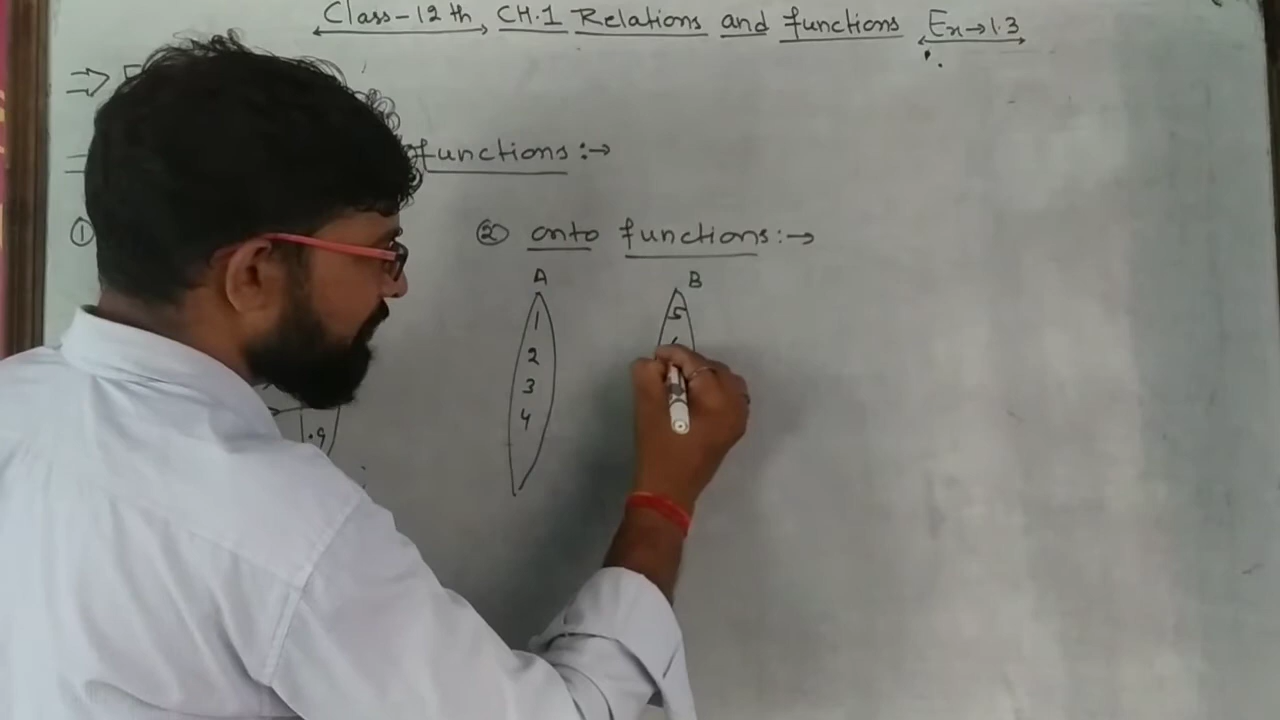 Class-12th CH.1 Relations and functions Ex→1.3
⇒
functions:→
① ② onto functions:→
A B
1 5
2
3
4
.9